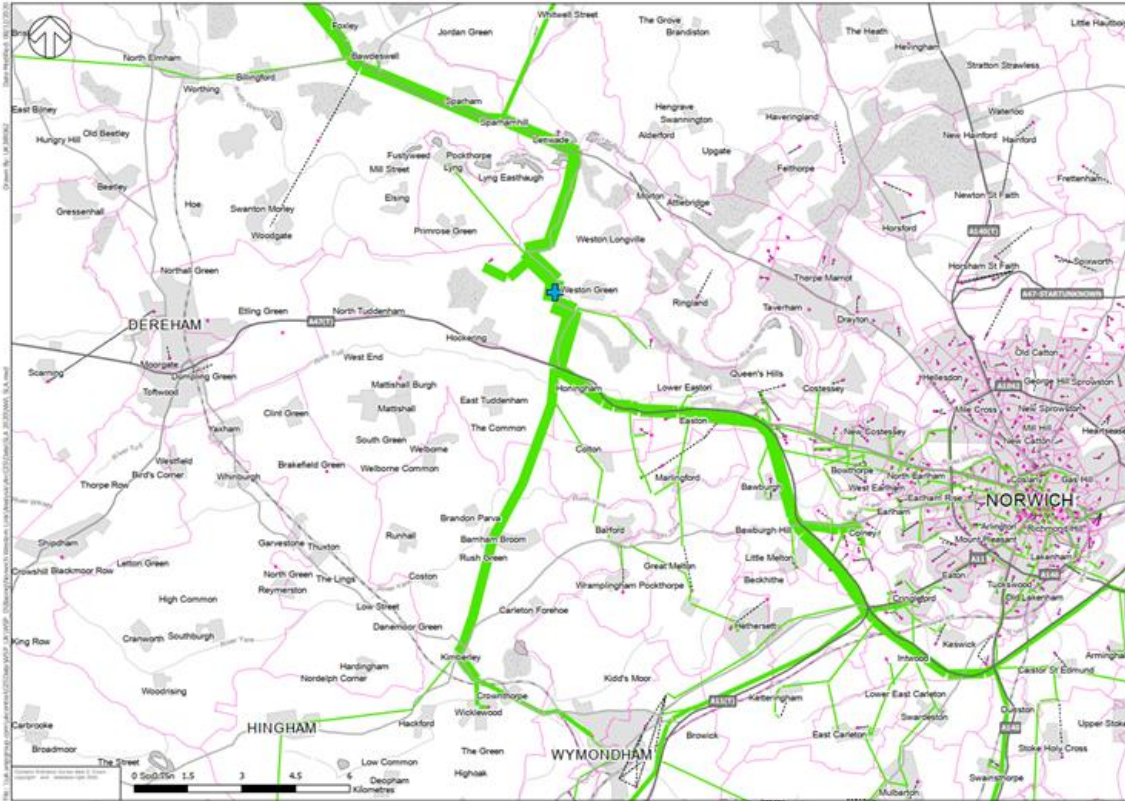 Foxley
Whitwell Street
The Grove
Brandiston
Little Hautboi
Jordan Green
The Heath
Hevingham
North Elmham
Bawdeswell
Billingford
Worthing
Stratton Strawless
East Bilney
Sparham
Sparhamhill
Hengrave
Swannington
Haveringland
Waterloo
Hungry Hill
Old Beetley
Lenwade
Alderford
New Hainford
Hainford
Upgate
Fustyweed
Pockthorpe
Mill Street
Lyng
Lyng Easthaugh
Felthorpe
Frettenham
Beetley
Elsing
Morton
Attlebridge
Newton St Faith
Gressenhall
Hoe
Swanton Morley
Horsford
Woodgate
Primrose Green
Weston Longville
A140(T)
Horsham St Faith
Spixworth
Northall Green
Thorpe Marriot
Weston Green
A47-STARTUNKNOWN
Ringland
Taverham
Drayton
Etling Green
North Tuddenham
DEREHAM
A47(T)
Hockering
Old Catton
Moorgate
West End
Scarning
Dumpling Green
Toftwood
Mattishall Burgh
Honingham
Lower Easton
Queen's Hills
Costessey
Hellesdon
George Hill
Sprowston
East Tuddenham
Mattishall
Clint Green
Easton
Mile Cross
New Sprowston
The Common
Mill Hill
New Catton
Heartsease
Yaxham
South Green
Welborne
Colton
New Costessey
Westfield
Brakefield Green
Welborne Common
Bowthorpe
North Earlham
Bird's Corner
Whinburgh
Marlingford
Bawburgh
West Earlham
Coslany
Gas Hill
Thorpe Row
Earlham Rise
NORWICH
Brandon Parva
Earlham
Barford
Bawburgh Hill
Colney
Arlington
Richmond Hill
Shipdham
Runhall
Barnham Broom
Mount Pleasant
Garvestone
Thuxton
Rush Green
Little Melton
Lakenham
Letton Green
Great Melton
A11
Crowshill
Blackmoor Row
North Green
The Lings
Coston
Beckhithe
Eaton
A140
Reymerston
Wramplingham
Pockthorpe
Tuckswood
High Common
Low Street
Carleton Forehoe
Cringleford
Old Lakenham
Danemoor Green
Hethersett
King Row
Cranworth
Southburgh
Keswick
Kimberley
Intwood
Hardingham
Caistor St Edmund
Nordelph Corner
Kidd's Moor
Woodrising
Crownthorpe
Lower East Carleton
Wicklewood
Ketteringham
Dunston
Carbrooke
HINGHAM
Hackford
Swardeston
Browick
East Carleton
A140
Broadmoor
The Green
WYMONDHAM
Stoke Holy Cross
The Street
Low Common
Highoak
Deopham
Swainsthorpe
Mulbarton
1.5
3
4.5
6
Kilometres